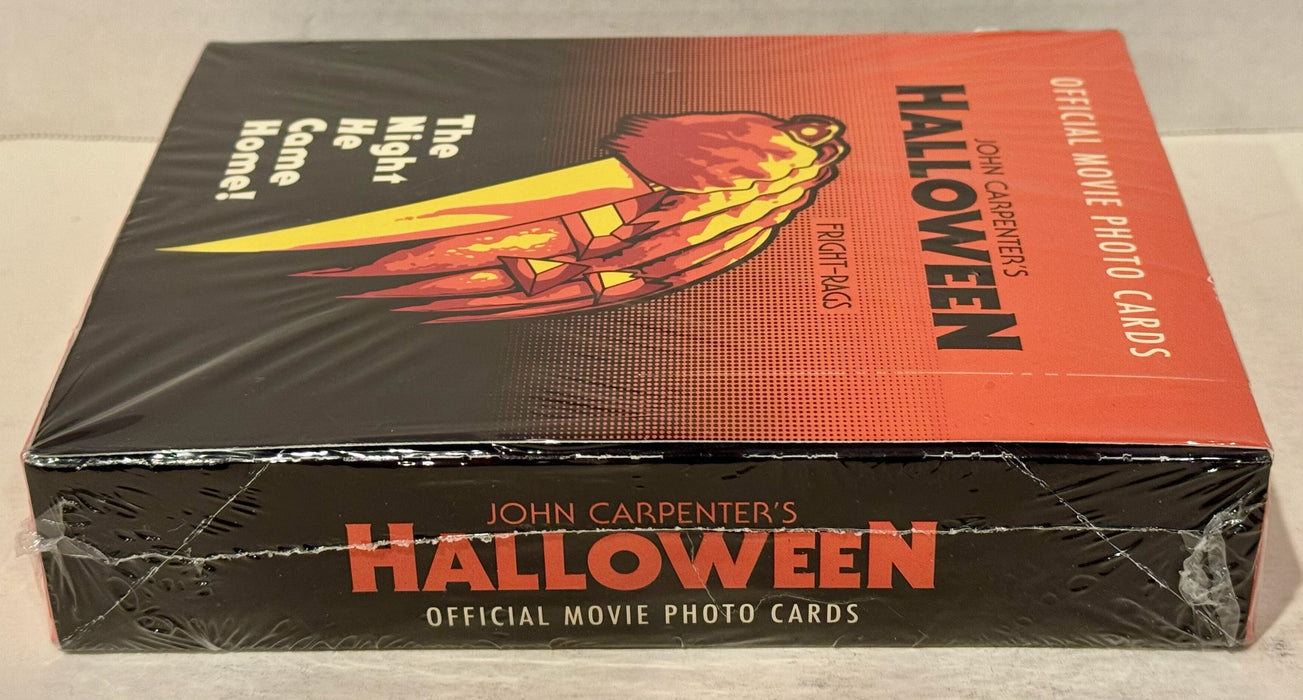 OFFICIAL MOVIE PHOTO CARDS
JOHN CARPENTER'S
HALLOWEEN
FRIGHT-RAGS
The
Night
He
Came
Home!
JOHN CARPENTER'S
HALLOWEEN
OFFICIAL MOVIE PHOTO CARDS